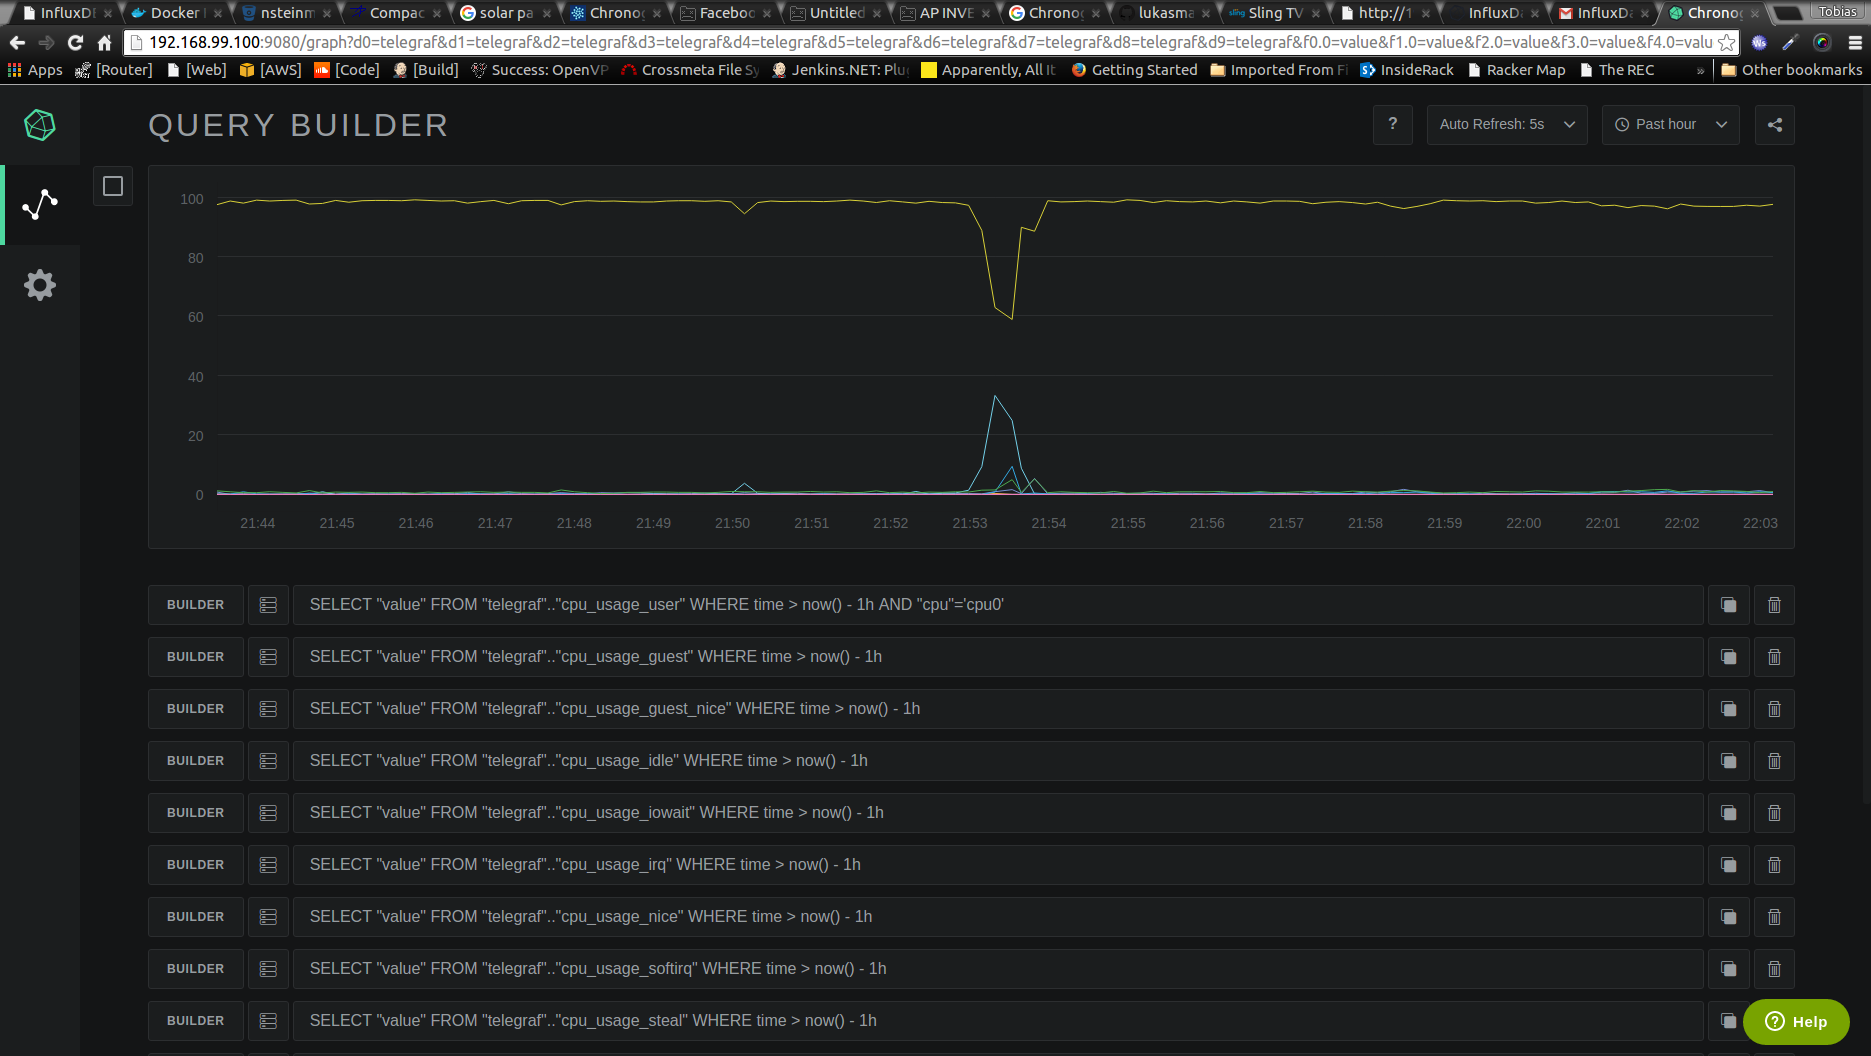 InfluxDB Docker nsteinm Compac solar pa Chronog Faceboo Untitled AP INVE Chronog lukasma Sling TV http://1 InfluxDa InfluxDa Chronog Tobias
192.168.99.100:9080/graph?d0=telegraf&d1=telegraf&d2=telegraf&d3=telegraf&d4=telegraf&d5=telegraf&d6=telegraf&d7=telegraf&d8=telegraf&d9=telegraf&f0.0=value&f1.0=value&f2.0=value&f3.0=value&f4.0=valu
Apps [Router] [Web] [AWS] [Code] [Build] Success: OpenVP Crossmeta File Sy Jenkins.NET: Plug Apparently, All It Getting Started Imported From Fi InsideRack Racker Map The REC » Other bookmarks
QUERY BUILDER
? Auto Refresh: 5s Past hour
100
80
60
40
20
0
21:44 21:45 21:46 21:47 21:48 21:49 21:50 21:51 21:52 21:53 21:54 21:55 21:56 21:57 21:58 21:59 22:00 22:01 22:02 22:03
BUILDER SELECT "value" FROM "telegraf".."cpu_usage_user" WHERE time > now() - 1h AND "cpu"='cpu0'
BUILDER SELECT "value" FROM "telegraf".."cpu_usage_guest" WHERE time > now() - 1h
BUILDER SELECT "value" FROM "telegraf".."cpu_usage_guest_nice" WHERE time > now() - 1h
BUILDER SELECT "value" FROM "telegraf".."cpu_usage_idle" WHERE time > now() - 1h
BUILDER SELECT "value" FROM "telegraf".."cpu_usage_iowait" WHERE time > now() - 1h
BUILDER SELECT "value" FROM "telegraf".."cpu_usage_irq" WHERE time > now() - 1h
BUILDER SELECT "value" FROM "telegraf".."cpu_usage_nice" WHERE time > now() - 1h
BUILDER SELECT "value" FROM "telegraf".."cpu_usage_softirq" WHERE time > now() - 1h
BUILDER SELECT "value" FROM "telegraf".."cpu_usage_steal" WHERE time > now() - 1h
Help